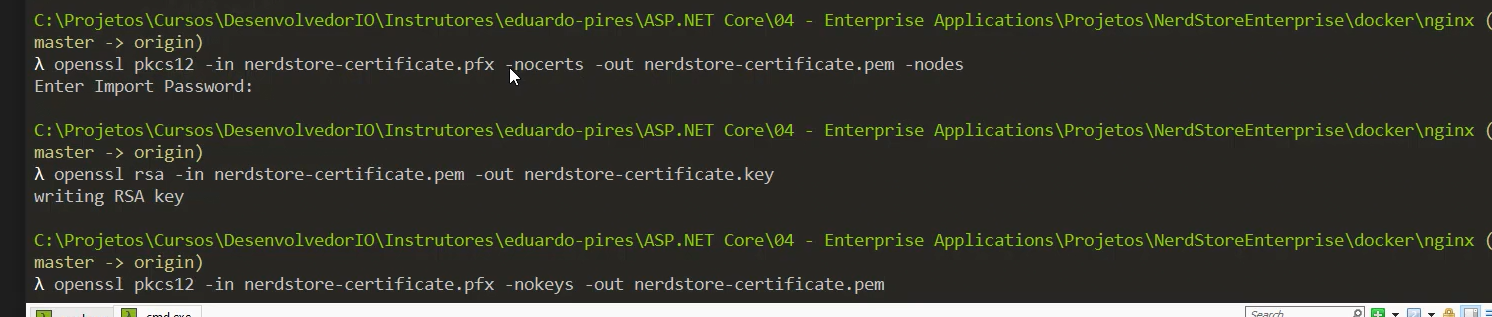 C:\Projetos\Cursos\DesenvolvedorIO\Instrutores\eduardo-pires\ASP.NET Core\04 - Enterprise Applications\Projetos\NerdStoreEnterprise\docker\nginx (
master -> origin)
λ openssl pkcs12 -in nerdstore-certificate.pfx -nocerts -out nerdstore-certificate.pem -nodes
Enter Import Password:
C:\Projetos\Cursos\DesenvolvedorIO\Instrutores\eduardo-pires\ASP.NET Core\04 - Enterprise Applications\Projetos\NerdStoreEnterprise\docker\nginx (
master -> origin)
λ openssl rsa -in nerdstore-certificate.pem -out nerdstore-certificate.key
writing RSA key
C:\Projetos\Cursos\DesenvolvedorIO\Instrutores\eduardo-pires\ASP.NET Core\04 - Enterprise Applications\Projetos\NerdStoreEnterprise\docker\nginx (
master -> origin)
λ openssl pkcs12 -in nerdstore-certificate.pfx -nokeys -out nerdstore-certificate.pem
cmd.exe
Search